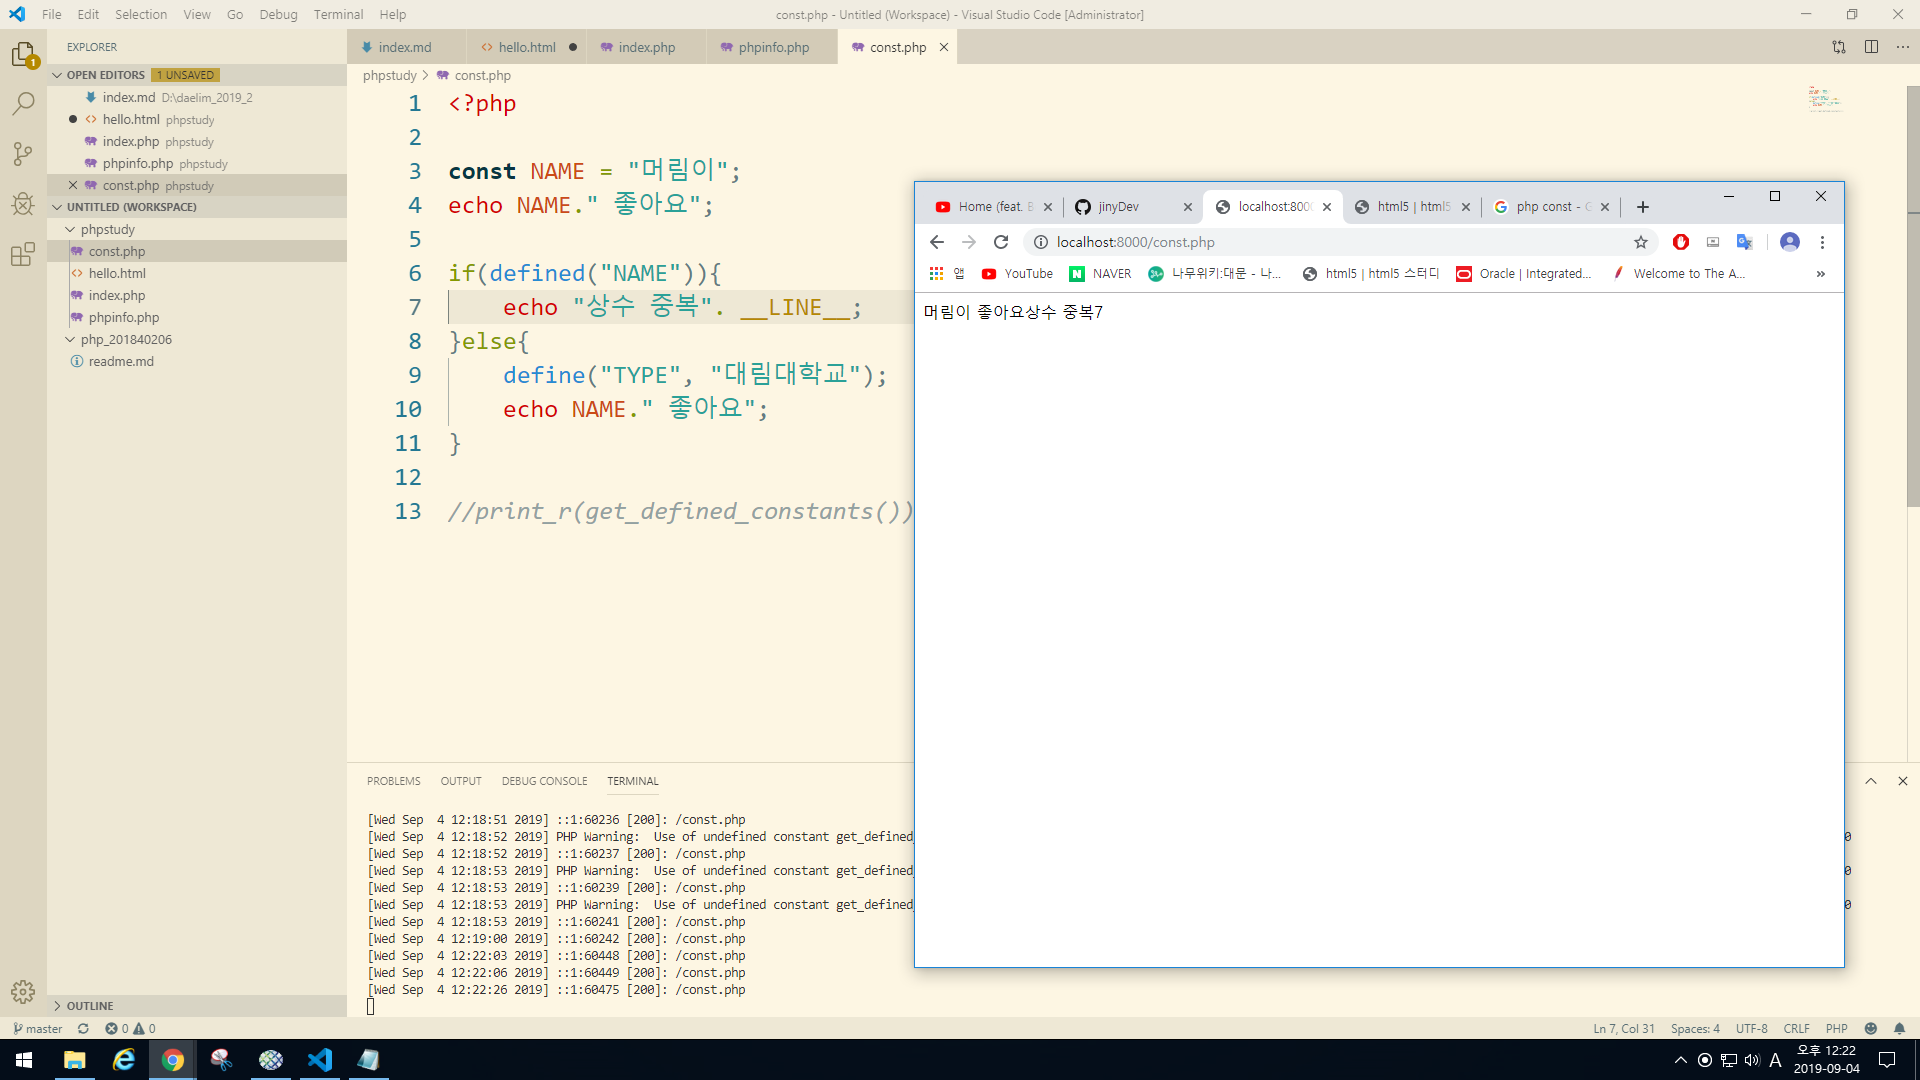 File Edit Selection View Go Debug Terminal Help
const.php - Untitled (Workspace) - Visual Studio Code [Administrator]
EXPLORER
OPEN EDITORS 1 UNSAVED
index.md D:\daelim_2019_2
hello.html phpstudy
index.php phpstudy
phpinfo.php phpstudy
const.php phpstudy
UNTITLED (WORKSPACE)
phpstudy
const.php
hello.html
index.php
phpinfo.php
php_201840206
readme.md
OUTLINE
index.md hello.html index.php phpinfo.php const.php
phpstudy > const.php
1 <?php
2
3 const NAME = "머림이";
4 echo NAME." 좋아요";
5
6 if(defined("NAME")){
7 echo "상수 중복". __LINE__;
8 }else{
9 define("TYPE", "대림대학교");
10 echo NAME." 좋아요";
11 }
12
13 //print_r(get_defined_constants())
Home (feat. B jinyDev localhost:800 html5 | html5 php const - G
localhost:8000/const.php
앱 YouTube NAVER 나무위키:대문 - 나... html5 | html5 스터디 Oracle | Integrated... Welcome to The A... »
머림이 좋아요상수 중복7
PROBLEMS OUTPUT DEBUG CONSOLE TERMINAL
[Wed Sep 4 12:18:51 2019] ::1:60236 [200]: /const.php
[Wed Sep 4 12:18:52 2019] PHP Warning: Use of undefined constant get_defined_ 0
[Wed Sep 4 12:18:52 2019] ::1:60237 [200]: /const.php
[Wed Sep 4 12:18:53 2019] PHP Warning: Use of undefined constant get_defined_ 0
[Wed Sep 4 12:18:53 2019] ::1:60239 [200]: /const.php
[Wed Sep 4 12:18:53 2019] PHP Warning: Use of undefined constant get_defined_ 0
[Wed Sep 4 12:18:53 2019] ::1:60241 [200]: /const.php
[Wed Sep 4 12:19:00 2019] ::1:60242 [200]: /const.php
[Wed Sep 4 12:22:03 2019] ::1:60448 [200]: /const.php
[Wed Sep 4 12:22:06 2019] ::1:60449 [200]: /const.php
[Wed Sep 4 12:22:26 2019] ::1:60475 [200]: /const.php
master 0 0
Ln 7, Col 31 Spaces: 4 UTF-8 CRLF PHP
A 오후 12:22
2019-09-04